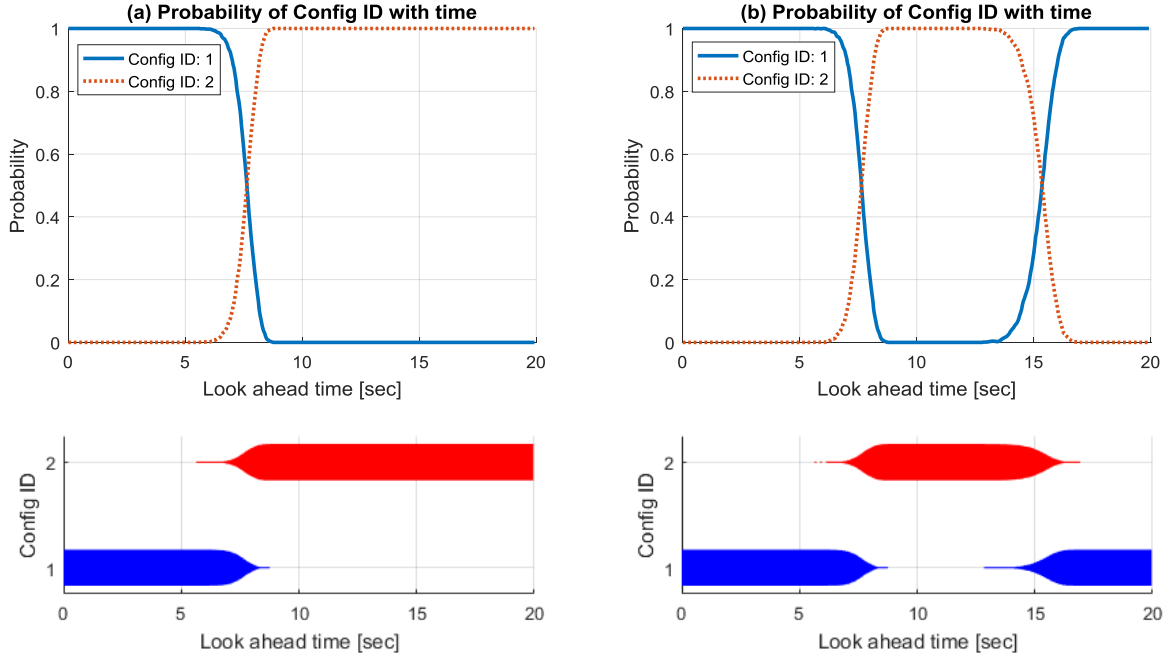 (a) Probability of Config ID with time
1
0.8
0.6
0.4
0.2
0
Probability
Config ID: 1
Config ID: 2
0 5 10 15 20
Look ahead time [sec]
(b) Probability of Config ID with time
1
0.8
0.6
0.4
0.2
0
Probability
Config ID: 1
Config ID: 2
0 5 10 15 20
Look ahead time [sec]
2
1
Config ID
0 5 10 15 20
Look ahead time [sec]
2
1
Config ID
0 5 10 15 20
Look ahead time [sec]